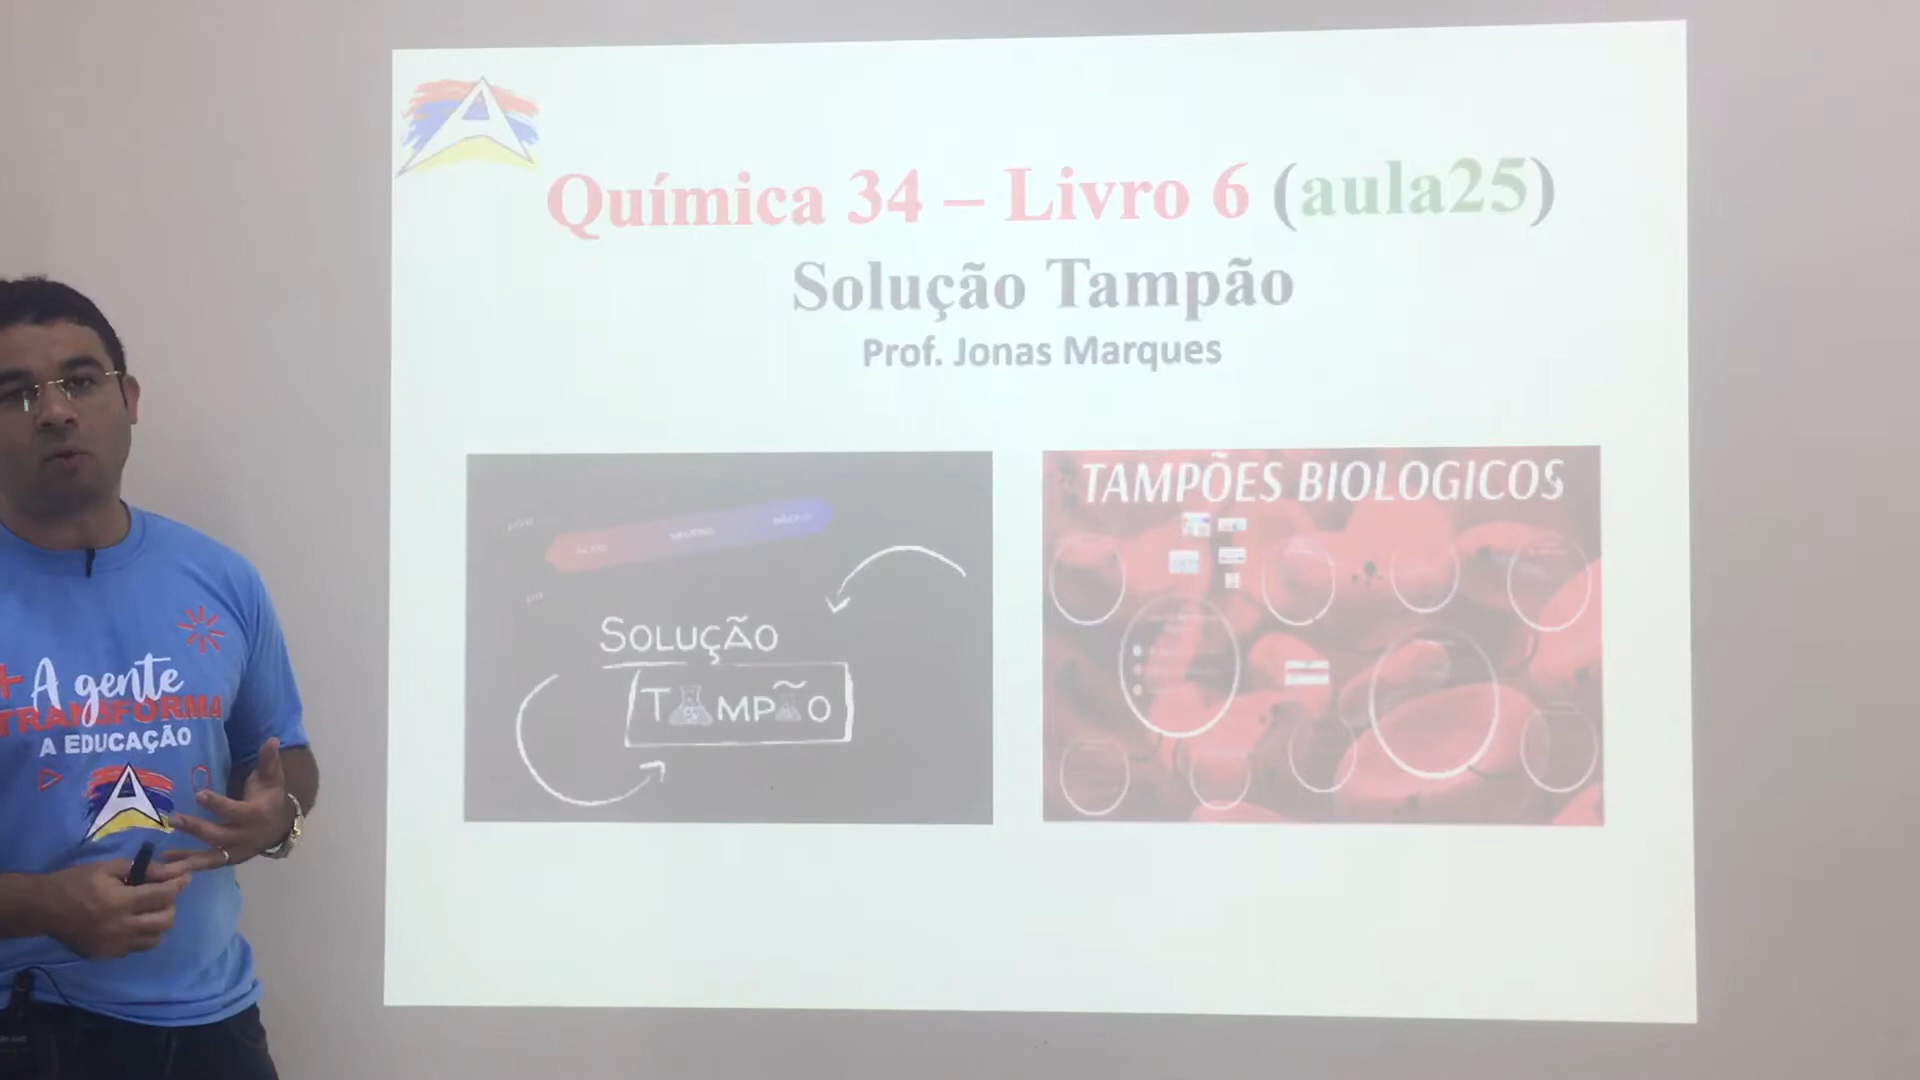 Química 34 – Livro 6 (aula25)
Solução Tampão
Prof. Jonas Marques
SOLUÇÃO
TAMPÃO
TAMPÕES BIOLOGICOS
A gente
TRANSFORMA
A EDUCAÇÃO